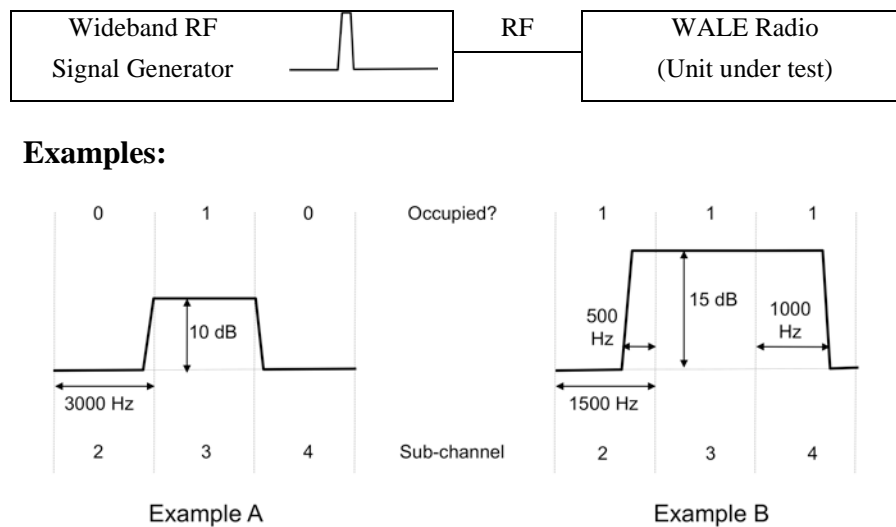 Wideband RF
Signal Generator
RF
WALE Radio
(Unit under test)
Examples:
0 1 0 Occupied? 1 1 1
10 dB
3000 Hz
15 dB
500
Hz
1000
Hz
1500 Hz
2 3 4 Sub-channel 2 3 4
Example A Example B